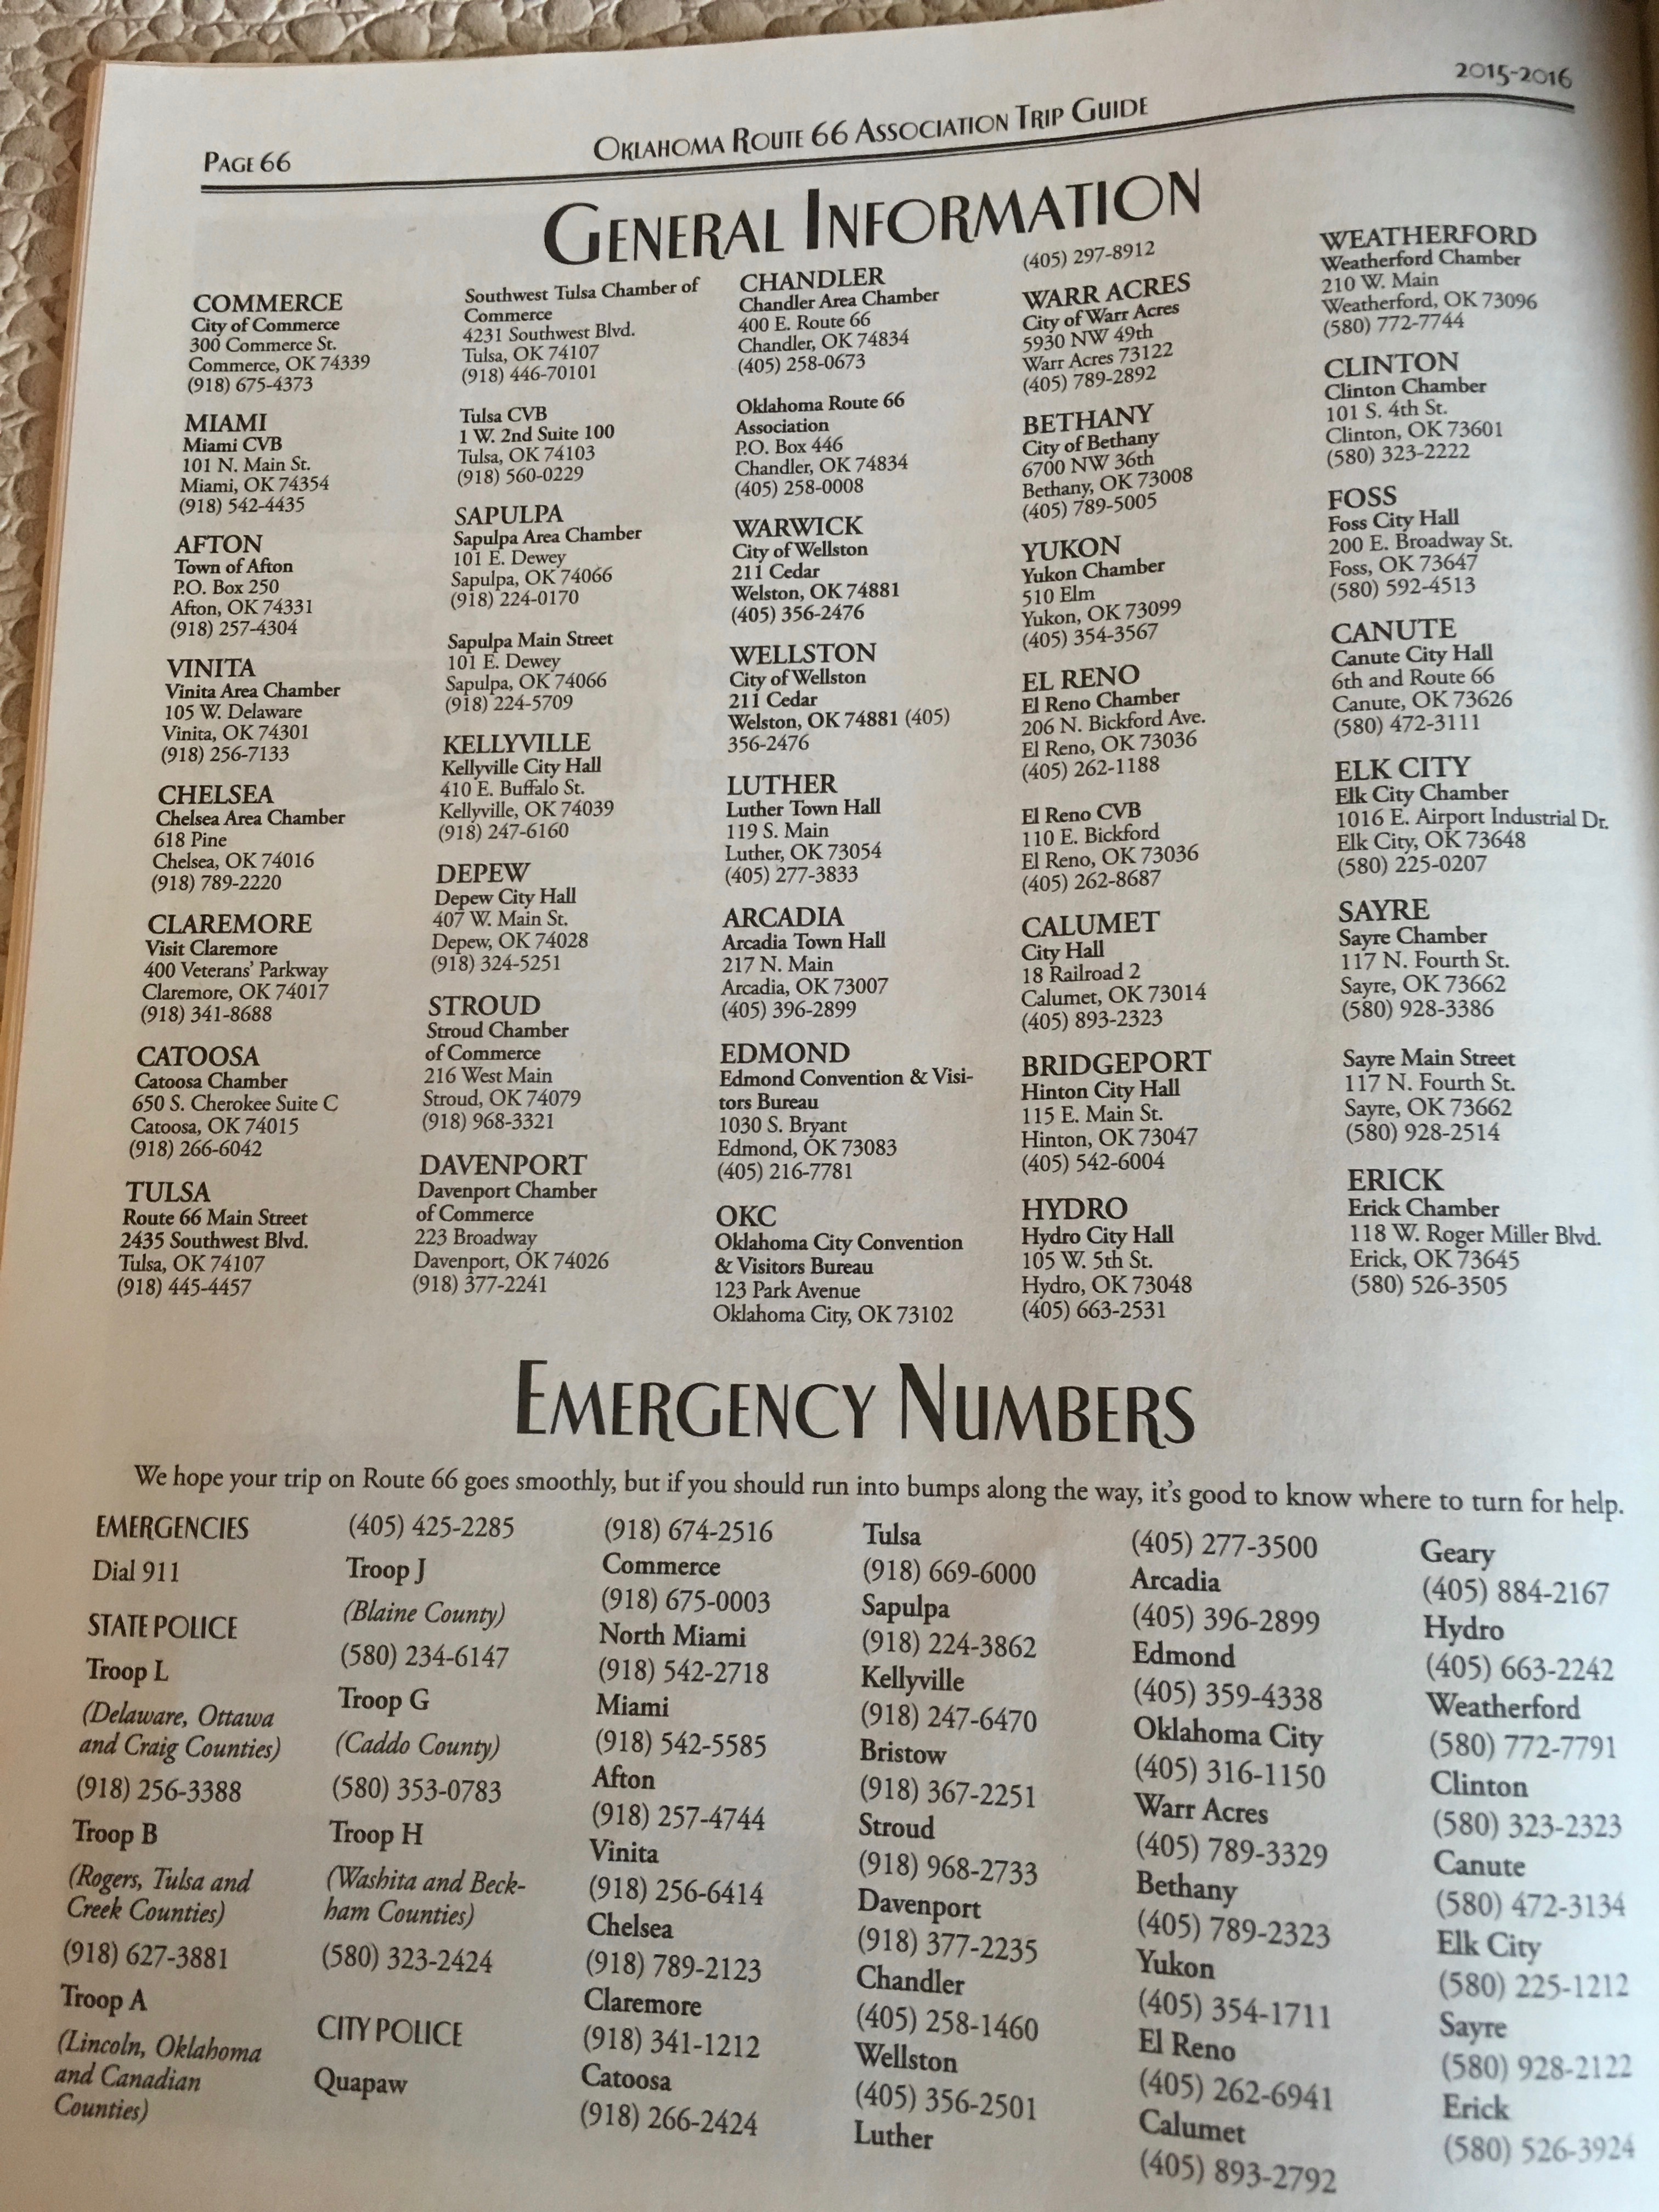 PAGE 66
OKLAHOMA ROUTE 66 ASSOCIATION TRIP GUIDE
2015-2016
GENERAL INFORMATION
COMMERCE
City of Commerce
300 Commerce St.
Commerce, OK 74339
(918) 675-4373
MIAMI
Miami CVB
101 N. Main St.
Miami, OK 74354
(918) 542-4435
AFTON
Town of Afton
P.O. Box 250
Afton, OK 74331
(918) 257-4304
VINITA
Vinita Area Chamber
105 W. Delaware
Vinita, OK 74301
(918) 256-7133
CHELSEA
Chelsea Area Chamber
618 Pine
Chelsea, OK 74016
(918) 789-2220
CLAREMORE
Visit Claremore
400 Veterans' Parkway
Claremore, OK 74017
(918) 341-8688
CATOOSA
Catoosa Chamber
650 S. Cherokee Suite C
Catoosa, OK 74015
(918) 266-6042
TULSA
Route 66 Main Street
2435 Southwest Blvd.
Tulsa, OK 74107
(918) 445-4457
Southwest Tulsa Chamber of
Commerce
4231 Southwest Blvd.
Tulsa, OK 74107
(918) 446-70101
Tulsa CVB
1 W. 2nd Suite 100
Tulsa, OK 74103
(918) 560-0229
SAPULPA
Sapulpa Area Chamber
101 E. Dewey
Sapulpa, OK 74066
(918) 224-0170
Sapulpa Main Street
101 E. Dewey
Sapulpa, OK 74066
(918) 224-5709
KELLYVILLE
Kellyville City Hall
410 E. Buffalo St.
Kellyville, OK 74039
(918) 247-6160
DEPEW
Depew City Hall
407 W. Main St.
Depew, OK 74028
(918) 324-5251
STROUD
Stroud Chamber
of Commerce
216 West Main
Stroud, OK 74079
(918) 968-3321
DAVENPORT
Davenport Chamber
of Commerce
223 Broadway
Davenport, OK 74026
(918) 377-2241
CHANDLER
Chandler Area Chamber
400 E. Route 66
Chandler, OK 74834
(405) 258-0673
Oklahoma Route 66
Association
P.O. Box 446
Chandler, OK 74834
(405) 258-0008
WARWICK
City of Wellston
211 Cedar
Welston, OK 74881
(405) 356-2476
WELLSTON
City of Wellston
211 Cedar
Welston, OK 74881 (405)
356-2476
LUTHER
Luther Town Hall
119 S. Main
Luther, OK 73054
(405) 277-3833
ARCADIA
Arcadia Town Hall
217 N. Main
Arcadia, OK 73007
(405) 396-2899
EDMOND
Edmond Convention & Visi-
tors Bureau
1030 S. Bryant
Edmond, OK 73083
(405) 216-7781
OKC
Oklahoma City Convention
& Visitors Bureau
123 Park Avenue
Oklahoma City, OK 73102
(405) 297-8912
WARR ACRES
City of Warr Acres
5930 NW 49th
Warr Acres 73122
(405) 789-2892
BETHANY
City of Bethany
6700 NW 36th
Bethany, OK 73008
(405) 789-5005
YUKON
Yukon Chamber
510 Elm
Yukon, OK 73099
(405) 354-3567
EL RENO
El Reno Chamber
206 N. Bickford Ave.
El Reno, OK 73036
(405) 262-1188
El Reno CVB
110 E. Bickford
El Reno, OK 73036
(405) 262-8687
CALUMET
City Hall
18 Railroad 2
Calumet, OK 73014
(405) 893-2323
BRIDGEPORT
Hinton City Hall
115 E. Main St.
Hinton, OK 73047
(405) 542-6004
HYDRO
Hydro City Hall
105 W. 5th St.
Hydro, OK 73048
(405) 663-2531
WEATHERFORD
Weatherford Chamber
210 W. Main
Weatherford, OK 73096
(580) 772-7744
CLINTON
Clinton Chamber
101 S. 4th St.
Clinton, OK 73601
(580) 323-2222
FOSS
Foss City Hall
200 E. Broadway St.
Foss, OK 73647
(580) 592-4513
CANUTE
Canute City Hall
6th and Route 66
Canute, OK 73626
(580) 472-3111
ELK CITY
Elk City Chamber
1016 E. Airport Industrial Dr.
Elk City, OK 73648
(580) 225-0207
SAYRE
Sayre Chamber
117 N. Fourth St.
Sayre, OK 73662
(580) 928-3386
Sayre Main Street
117 N. Fourth St.
Sayre, OK 73662
(580) 928-2514
ERICK
Erick Chamber
118 W. Roger Miller Blvd.
Erick, OK 73645
(580) 526-3505
EMERGENCY NUMBERS
We hope your trip on Route 66 goes smoothly, but if you should run into bumps along the way, it's good to know where to turn for help.
EMERGENCIES
Dial 911
STATE POLICE
Troop L
(Delaware, Ottawa
and Craig Counties)
(918) 256-3388
Troop B
(Rogers, Tulsa and
Creek Counties)
(918) 627-3881
Troop A
(Lincoln, Oklahoma
and Canadian
Counties)
(405) 425-2285
Troop J
(Blaine County)
(580) 234-6147
Troop G
(Caddo County)
(580) 353-0783
Troop H
(Washita and Beck-
ham Counties)
(580) 323-2424
CITY POLICE
Quapaw
(918) 674-2516
Commerce
(918) 675-0003
North Miami
(918) 542-2718
Miami
(918) 542-5585
Afton
(918) 257-4744
Vinita
(918) 256-6414
Chelsea
(918) 789-2123
Claremore
(918) 341-1212
Catoosa
(918) 266-2424
Tulsa
(918) 669-6000
Sapulpa
(918) 224-3862
Kellyville
(918) 247-6470
Bristow
(918) 367-2251
Stroud
(918) 968-2733
Davenport
(918) 377-2235
Chandler
(405) 258-1460
Wellston
(405) 356-2501
Luther
(405) 277-3500
Arcadia
(405) 396-2899
Edmond
(405) 359-4338
Oklahoma City
(405) 316-1150
Warr Acres
(405) 789-3329
Bethany
(405) 789-2323
Yukon
(405) 354-1711
El Reno
(405) 262-6941
Calumet
(405) 893-2792
Geary
(405) 884-2167
Hydro
(405) 663-2242
Weatherford
(580) 772-7791
Clinton
(580) 323-2323
Canute
(580) 472-3134
Elk City
(580) 225-1212
Sayre
(580) 928-2122
Erick
(580) 526-3924